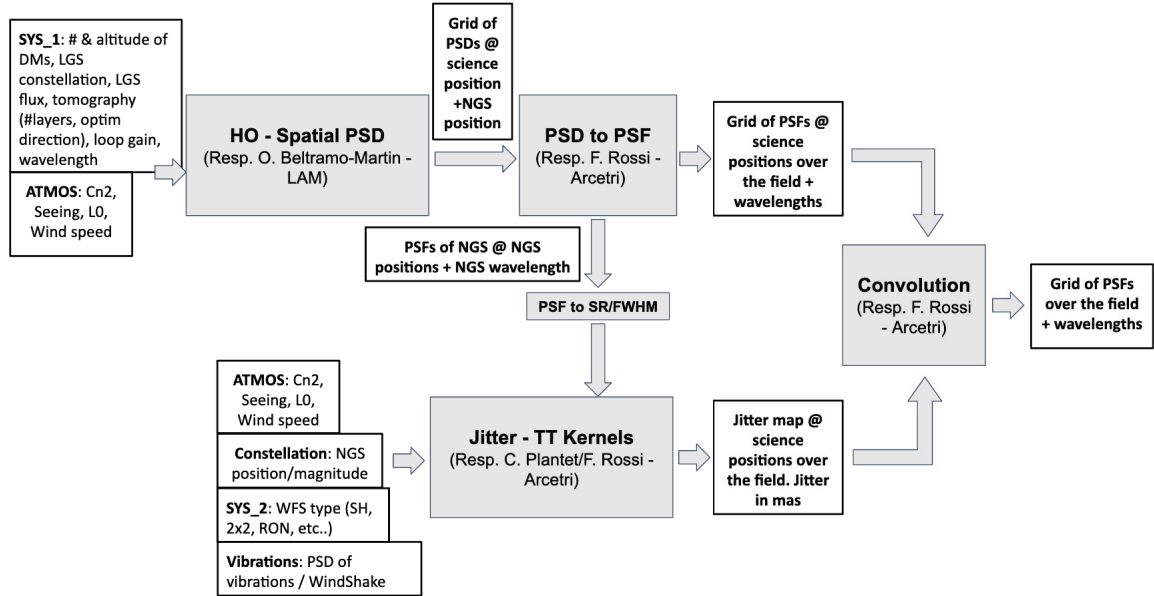 SYS_1: # & altitude of
DMs, LGS
constellation, LGS
flux, tomography
(#layers, optim
direction), loop gain,
wavelength
ATMOS: Cn2,
Seeing, L0,
Wind speed
HO - Spatial PSD
(Resp. O. Beltramo-Martin -
LAM)
Grid of
PSDs @
science
position
+NGS
position
PSD to PSF
(Resp. F. Rossi -
Arcetri)
Grid of PSFs @
science
positions over
the field +
wavelengths
PSFs of NGS @ NGS
positions + NGS wavelength
PSF to SR/FWHM
Convolution
(Resp. F. Rossi
- Arcetri)
Grid of PSFs
over the field
+ wavelengths
ATMOS: Cn2,
Seeing, L0,
Wind speed
Constellation: NGS
position/magnitude
SYS_2: WFS type (SH,
2x2, RON, etc..)
Vibrations: PSD of
vibrations / WindShake
Jitter - TT Kernels
(Resp. C. Plantet/F. Rossi -
Arcetri)
Jitter map @
science
positions over
the field. Jitter
in mas